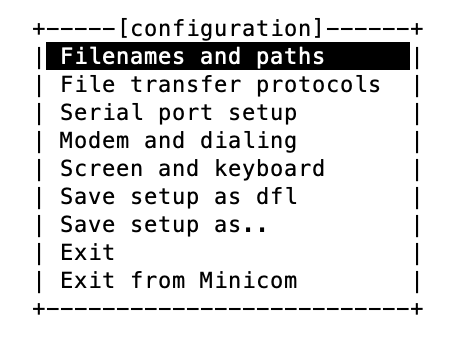 +-----[configuration]------+
| Filenames and paths      |
| File transfer protocols  |
| Serial port setup        |
| Modem and dialing        |
| Screen and keyboard      |
| Save setup as dfl        |
| Save setup as..          |
| Exit                     |
| Exit from Minicom        |
+--------------------------+